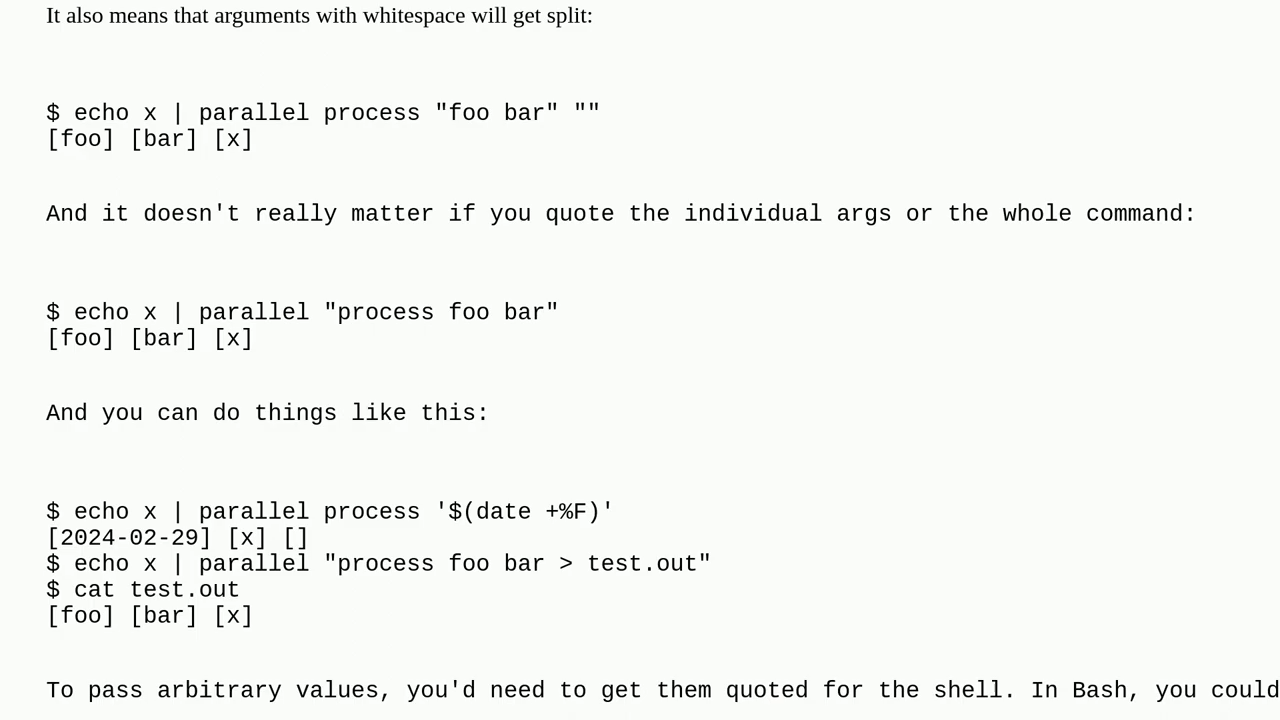 It also means that arguments with whitespace will get split:
$ echo x | parallel process "foo bar" ""
[foo] [bar] [x]
And it doesn't really matter if you quote the individual args or the whole command:
$ echo x | parallel "process foo bar"
[foo] [bar] [x]
And you can do things like this:
$ echo x | parallel process '$(date +%F)'
[2024-02-29] [x] []
$ echo x | parallel "process foo bar > test.out"
$ cat test.out
[foo] [bar] [x]
To pass arbitrary values, you'd need to get them quoted for the shell. In Bash, you could